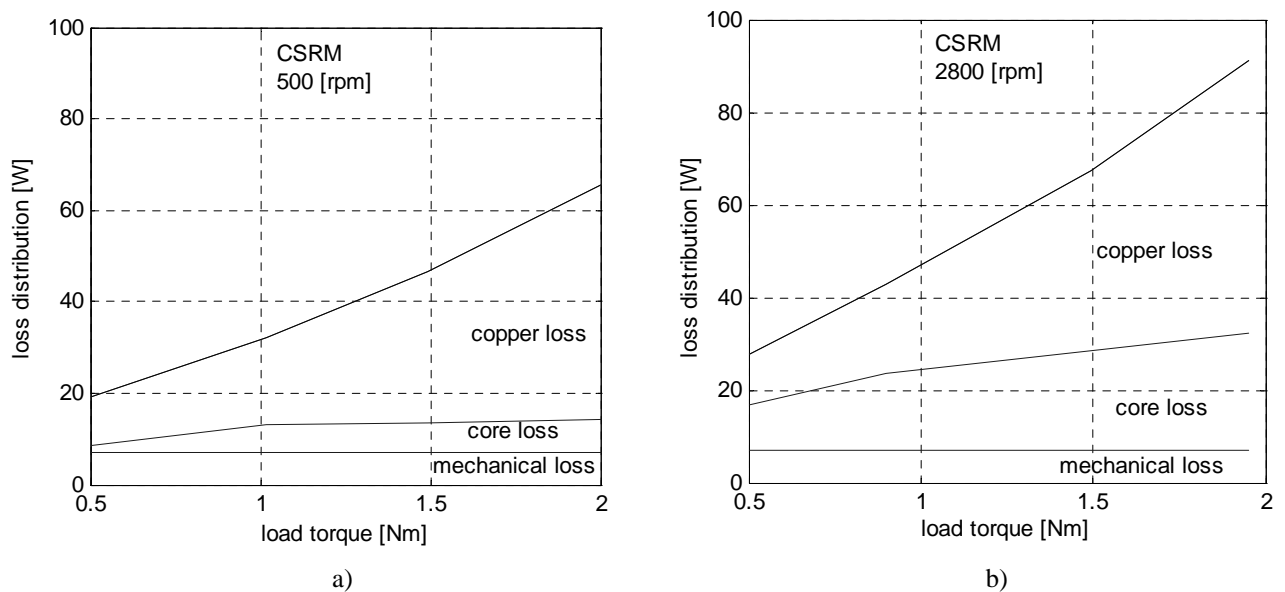 100
80
60
40
20
0
loss distribution [W]
CSRM
500 [rpm]
copper loss
core loss
mechanical loss
0.5
1
1.5
2
load torque [Nm]
a)
100
80
60
40
20
0
loss distribution [W]
CSRM
2800 [rpm]
copper loss
core loss
mechanical loss
0.5
1
1.5
2
load torque [Nm]
b)